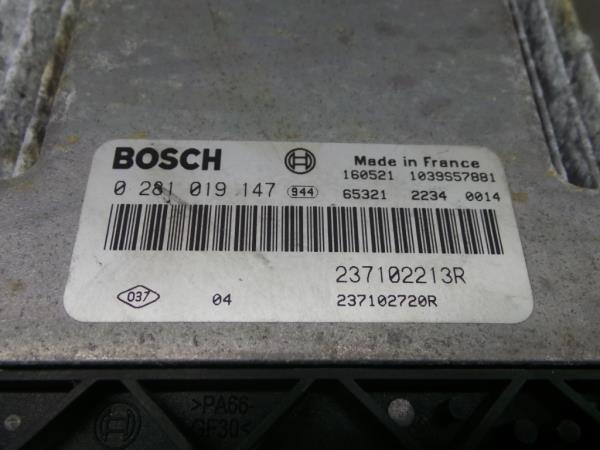 BOSCH
Made in France
160521 1039S57881
0 281 019 147 944 65321 2234 0014
237102213R
037 04 237102720R
>PA66-
GF30<